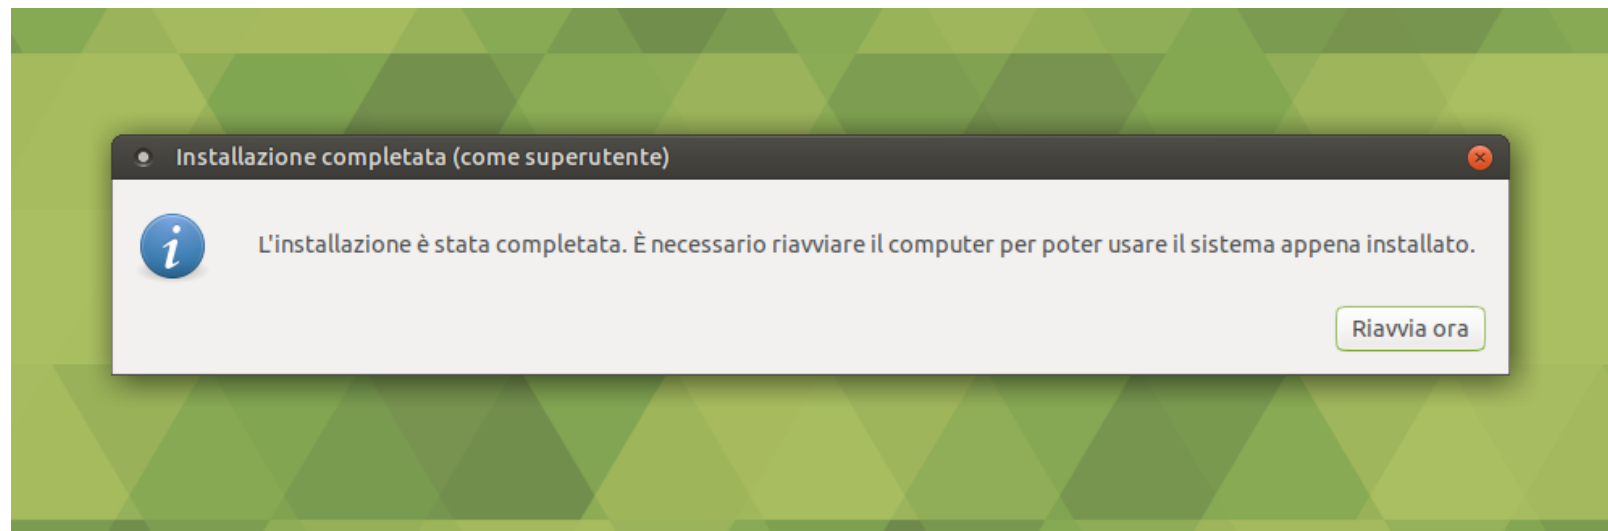 Installazione completata (come superutente)
L'installazione è stata completata. È necessario riavviare il computer per poter usare il sistema appena installato.
Riavvia ora